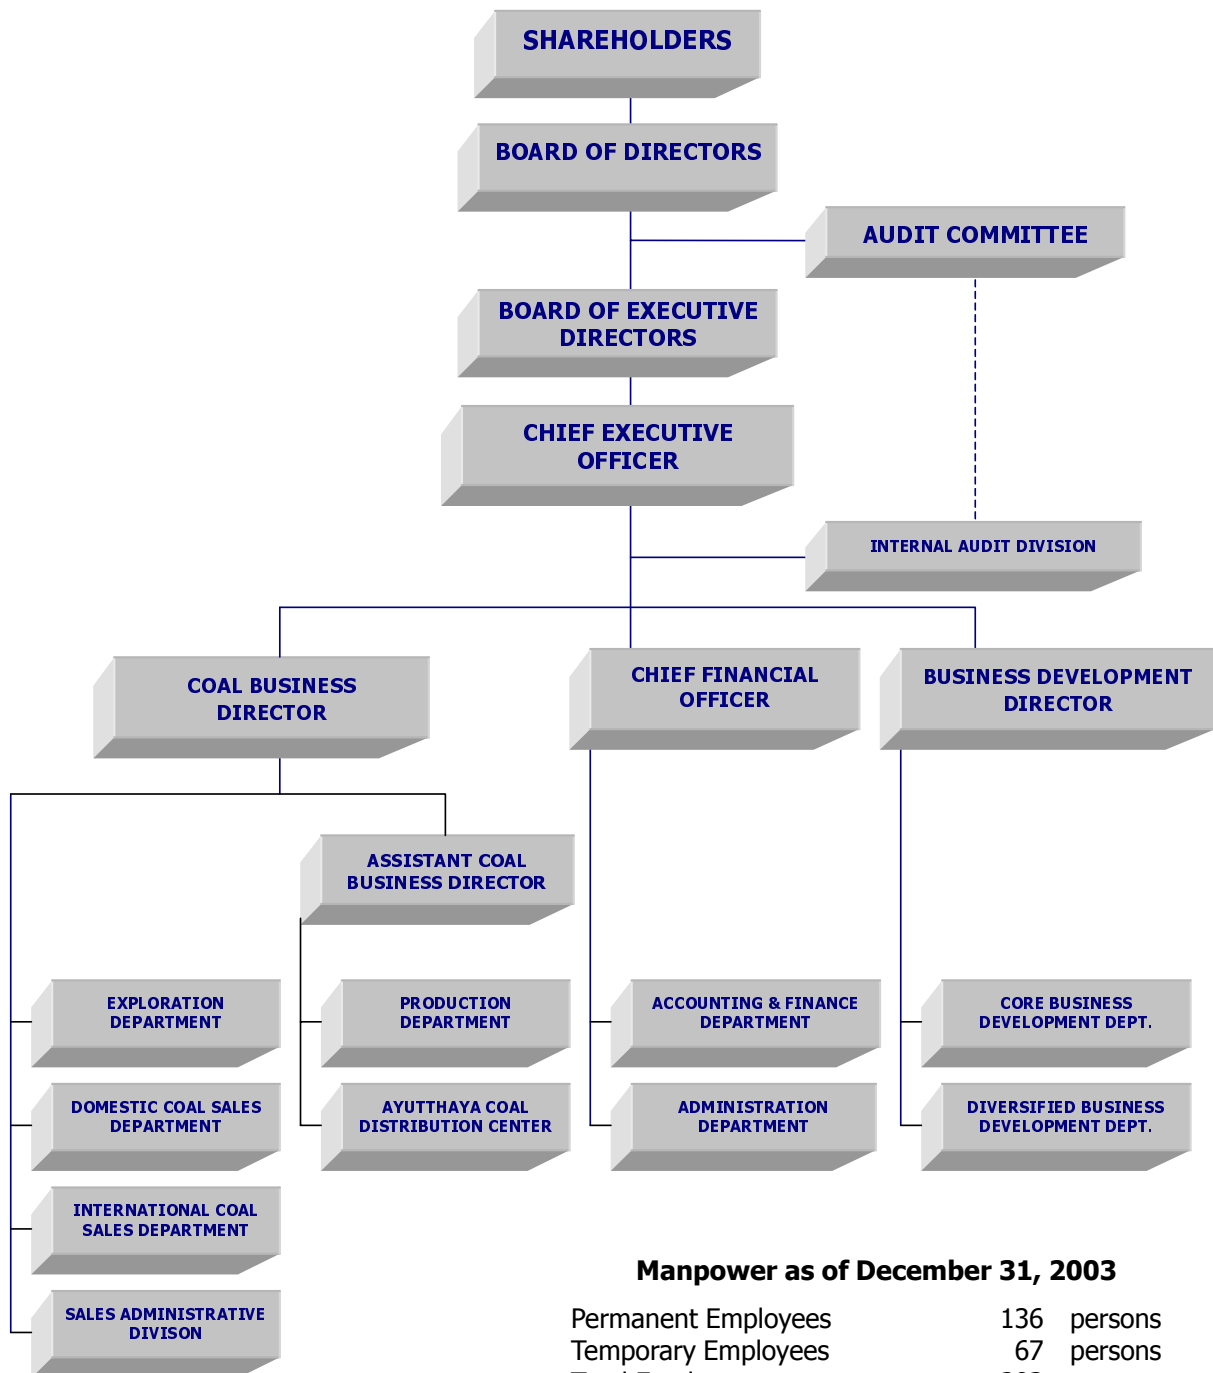 SHAREHOLDERS
BOARD OF DIRECTORS
AUDIT COMMITTEE
BOARD OF EXECUTIVE
DIRECTORS
CHIEF EXECUTIVE
OFFICER
INTERNAL AUDIT DIVISION
COAL BUSINESS
DIRECTOR
CHIEF FINANCIAL
OFFICER
BUSINESS DEVELOPMENT
DIRECTOR
ASSISTANT COAL
BUSINESS DIRECTOR
EXPLORATION
DEPARTMENT
PRODUCTION
DEPARTMENT
ACCOUNTING & FINANCE
DEPARTMENT
CORE BUSINESS
DEVELOPMENT DEPT.
DOMESTIC COAL SALES
DEPARTMENT
AYUTTHAYA COAL
DISTRIBUTION CENTER
ADMINISTRATION
DEPARTMENT
DIVERSIFIED BUSINESS
DEVELOPMENT DEPT.
INTERNATIONAL COAL
SALES DEPARTMENT
SALES ADMINISTRATIVE
DIVISON
Manpower as of December 31, 2003
Permanent Employees 136 persons
Temporary Employees 67 persons